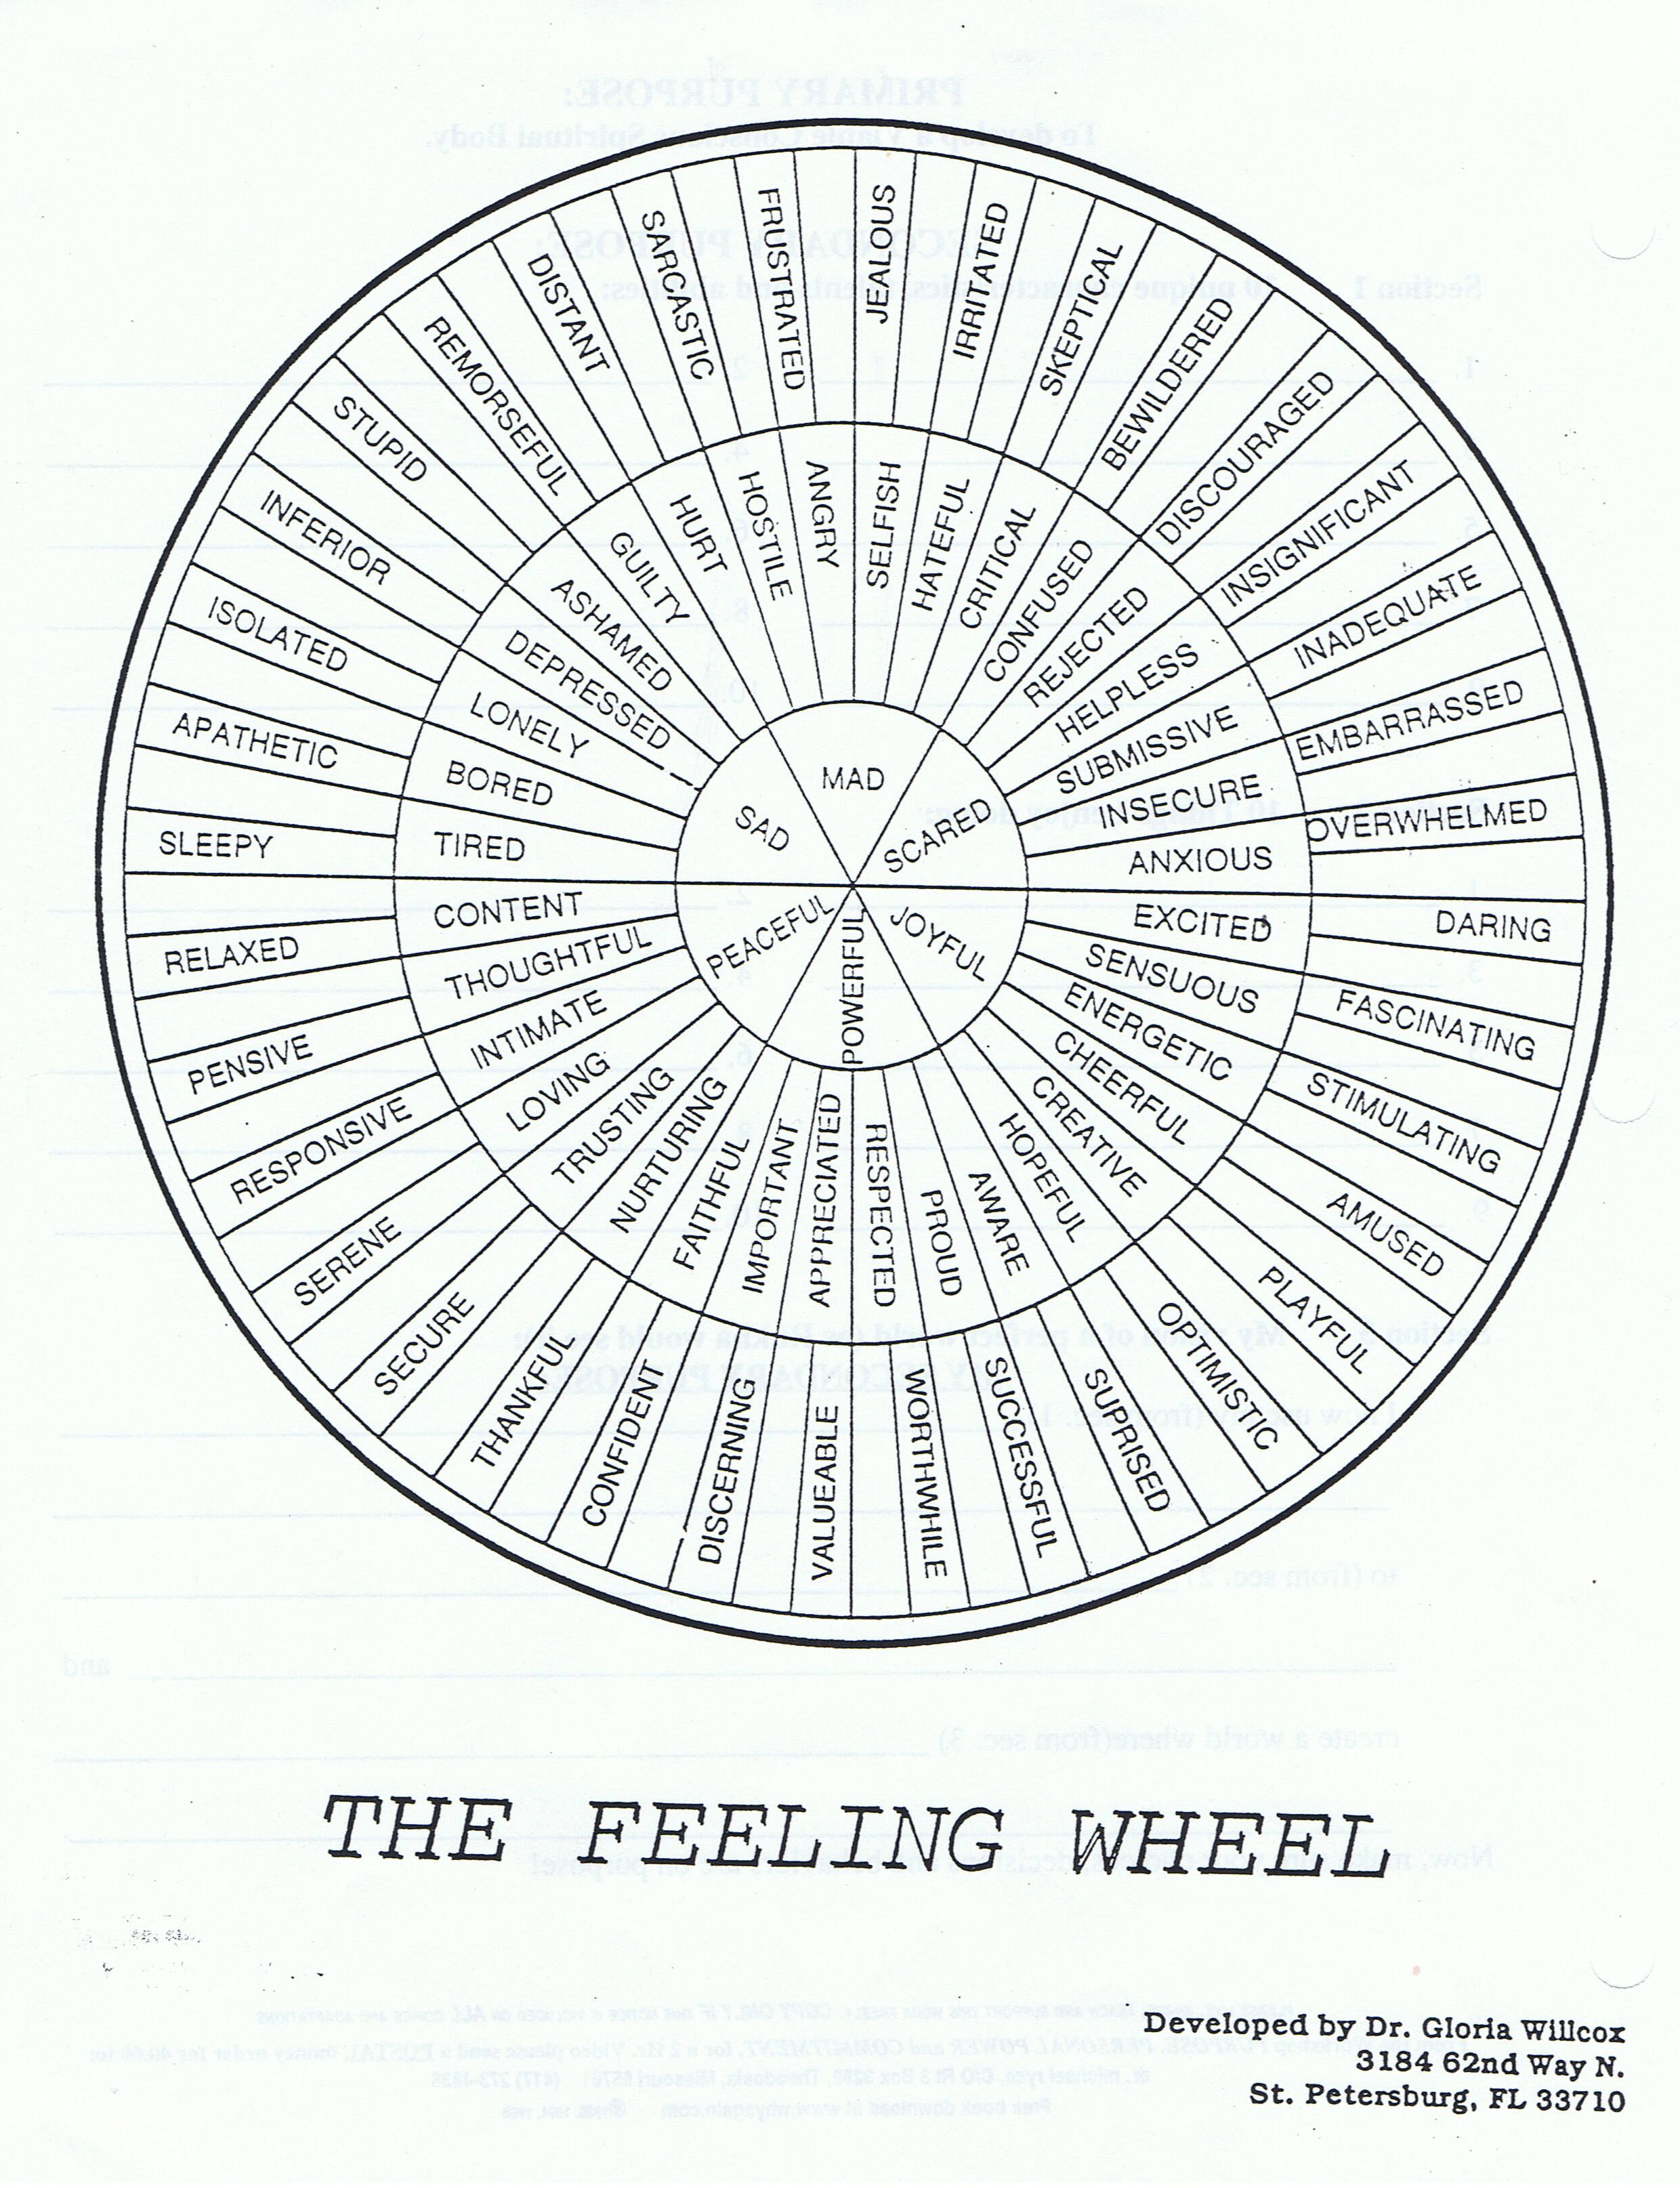 MAD
SCARED
JOYFUL
POWERFUL
PEACEFUL
SAD
HURT
HOSTILE
ANGRY
SELFISH
HATEFUL
CRITICAL
CONFUSED
REJECTED
HELPLESS
SUBMISSIVE
INSECURE
ANXIOUS
EXCITED
SENSUOUS
ENERGETIC
CHEERFUL
CREATIVE
HOPEFUL
AWARE
PROUD
RESPECTED
APPRECIATED
IMPORTANT
FAITHFUL
NURTURING
TRUSTING
LOVING
INTIMATE
THOUGHTFUL
CONTENT
TIRED
BORED
LONELY
DEPRESSED
ASHAMED
GUILTY
DISTANT
SARCASTIC
FRUSTRATED
JEALOUS
IRRITATED
SKEPTICAL
BEWILDERED
DISCOURAGED
INSIGNIFICANT
INADEQUATE
EMBARRASSED
OVERWHELMED
DARING
FASCINATING
STIMULATING
AMUSED
PLAYFUL
OPTIMISTIC
SURPRISED
SUCCESSFUL
WORTHWHILE
VALUEABLE
DISCERNING
CONFIDENT
THANKFUL
SECURE
SERENE
RESPONSIVE
PENSIVE
RELAXED
SLEEPY
APATHETIC
ISOLATED
INFERIOR
STUPID
REMORSEFUL
THE FEELING WHEEL
Developed by Dr. Gloria Willcox
3184 62nd Way N.
St. Petersburg, FL 33710